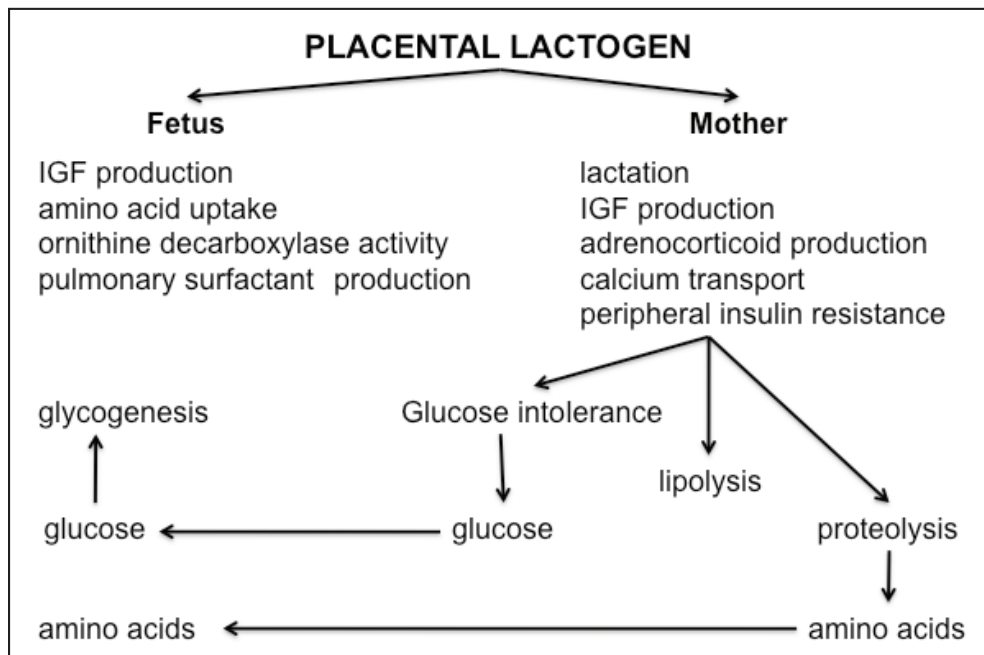 PLACENTAL LACTOGEN
Fetus
Mother
IGF production
amino acid uptake
ornithine decarboxylase activity
pulmonary surfactant production
lactation
IGF production
adrenocorticoid production
calcium transport
peripheral insulin resistance
glycogenesis
Glucose intolerance
lipolysis
glucose
glucose
proteolysis
amino acids
amino acids